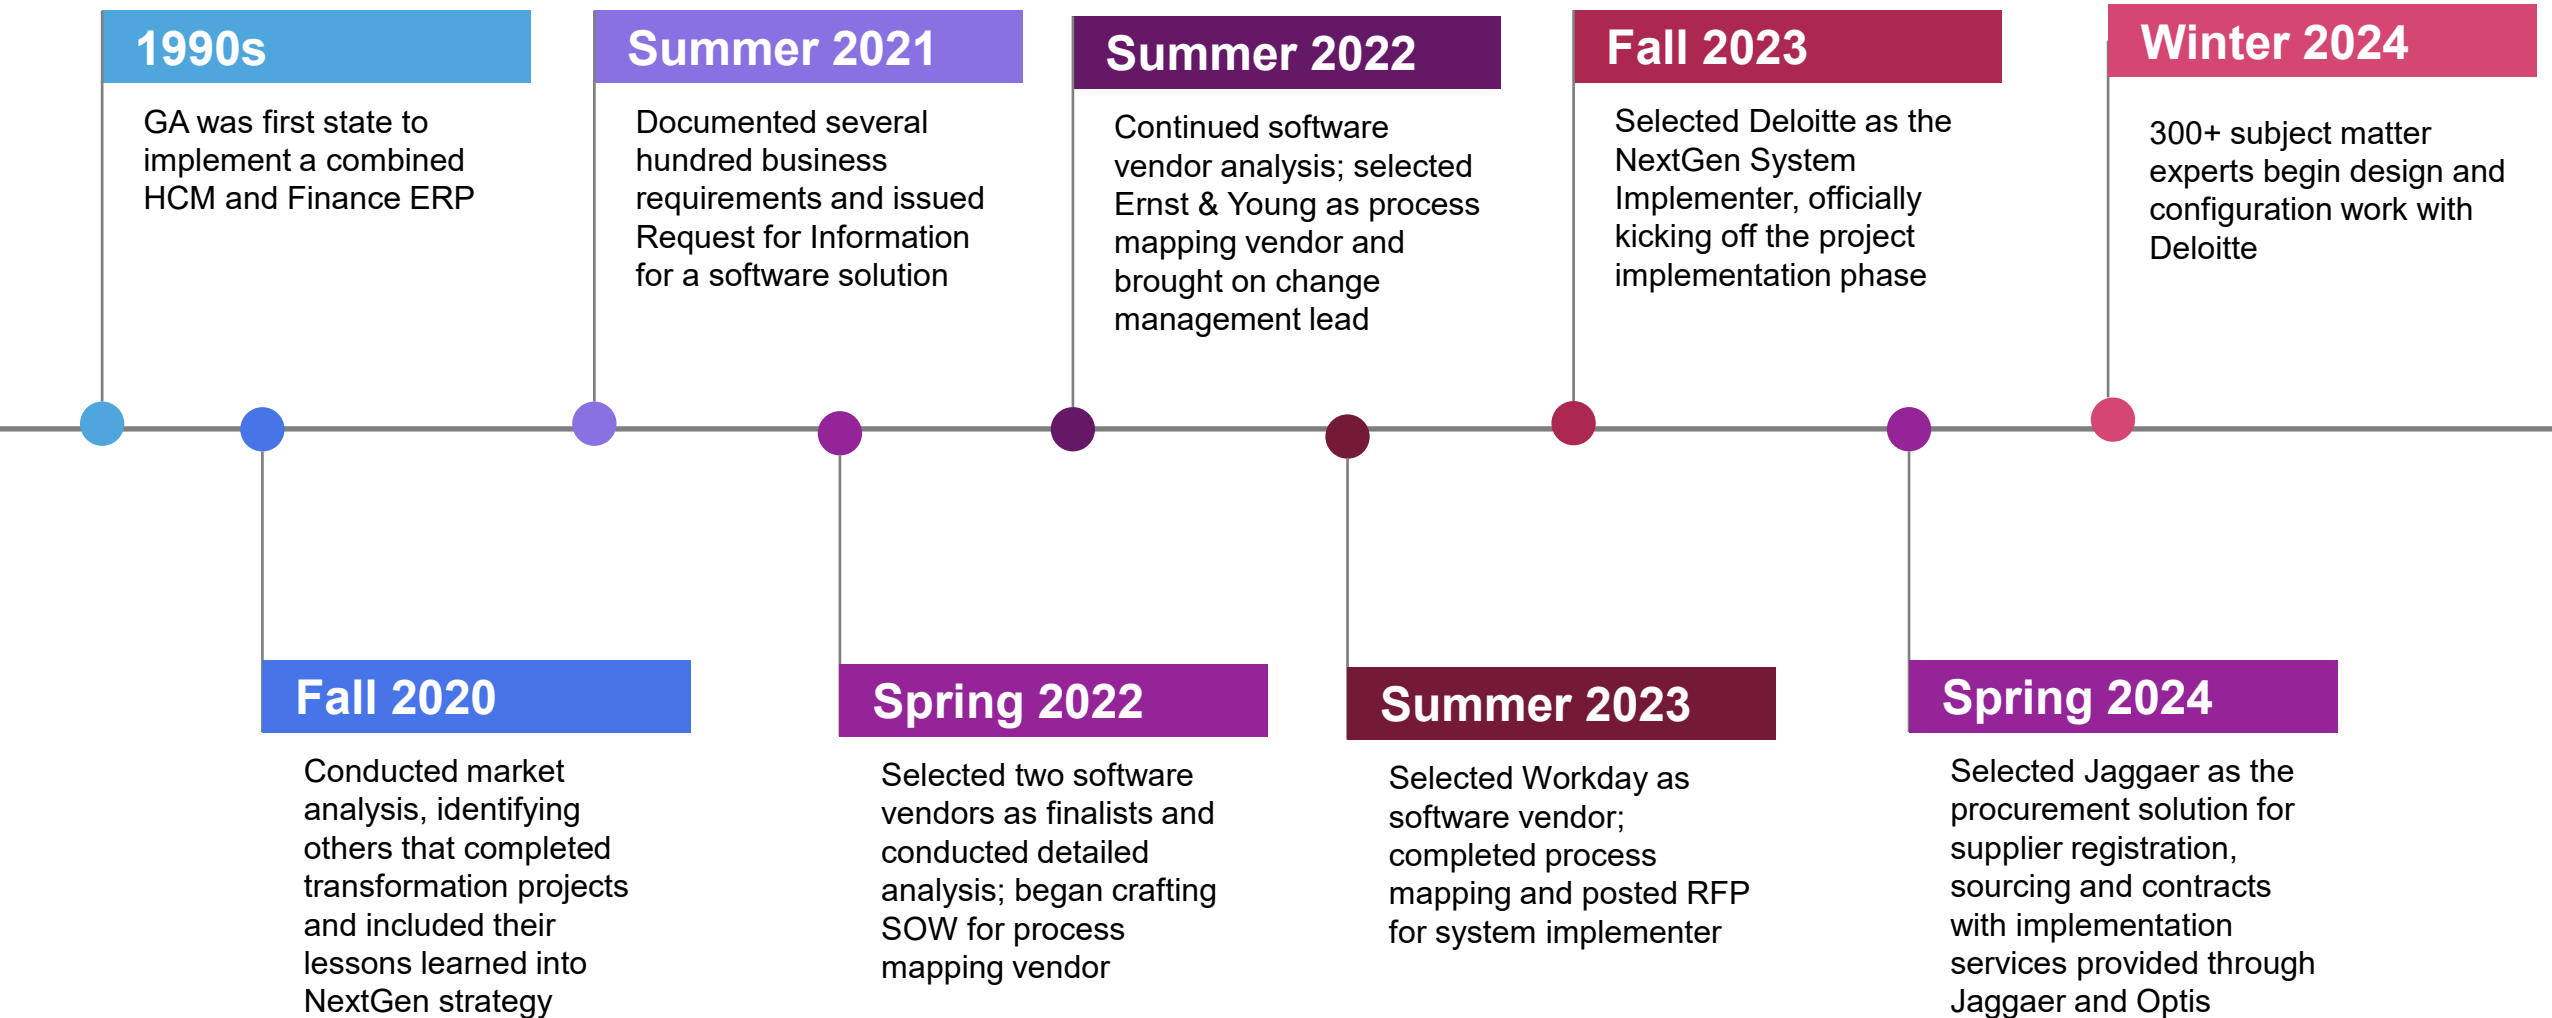 1990s
GA was first state to
implement a combined
HCM and Finance ERP
Summer 2021
Documented several
hundred business
requirements and issued
Request for Information
for a software solution
Summer 2022
Continued software
vendor analysis; selected
Ernst & Young as process
mapping vendor and
brought on change
management lead
Fall 2023
Selected Deloitte as the
NextGen System
Implementer, officially
kicking off the project
implementation phase
Winter 2024
300+ subject matter
experts begin design and
configuration work with
Deloitte
Fall 2020
Conducted market
analysis, identifying
others that completed
transformation projects
and included their
lessons learned into
NextGen strategy
Spring 2022
Selected two software
vendors as finalists and
conducted detailed
analysis; began crafting
SOW for process
mapping vendor
Summer 2023
Selected Workday as
software vendor;
completed process
mapping and posted RFP
for system implementer
Spring 2024
Selected Jaggaer as the
procurement solution for
supplier registration,
sourcing and contracts
with implementation
services provided through
Jaggaer and Optis